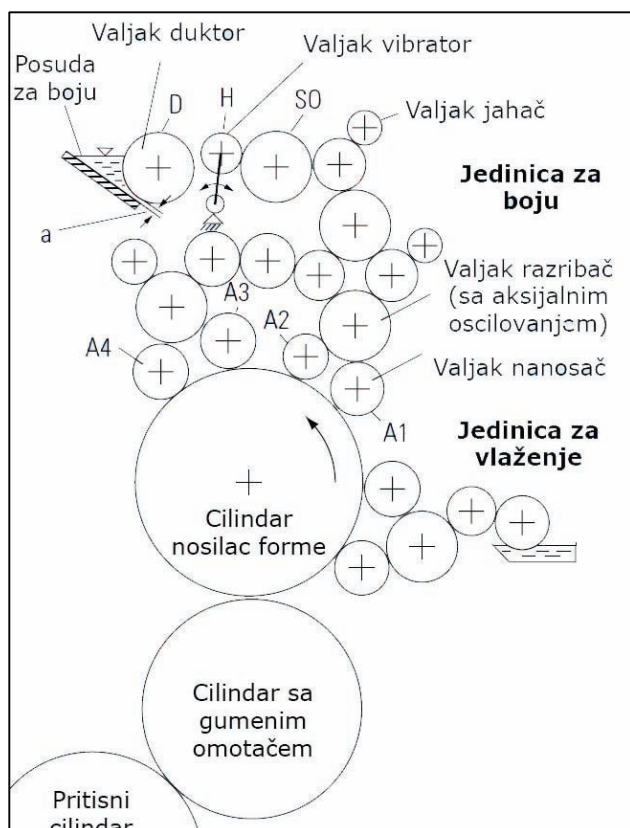 Valjak duktor
Valjak vibrator
Posuda
za boju
D
H
SO
Valjak jahač
Jedinica za
boju
a
Valjak razribač
(sa aksijalnim
oscilovanjem)
A3
A2
A4
Valjak nanosač
A1
Jedinica za
vlaženje
Cilindar
nosilac forme
Cilindar sa
gumenim
omotačem
Pritisni
cilindar